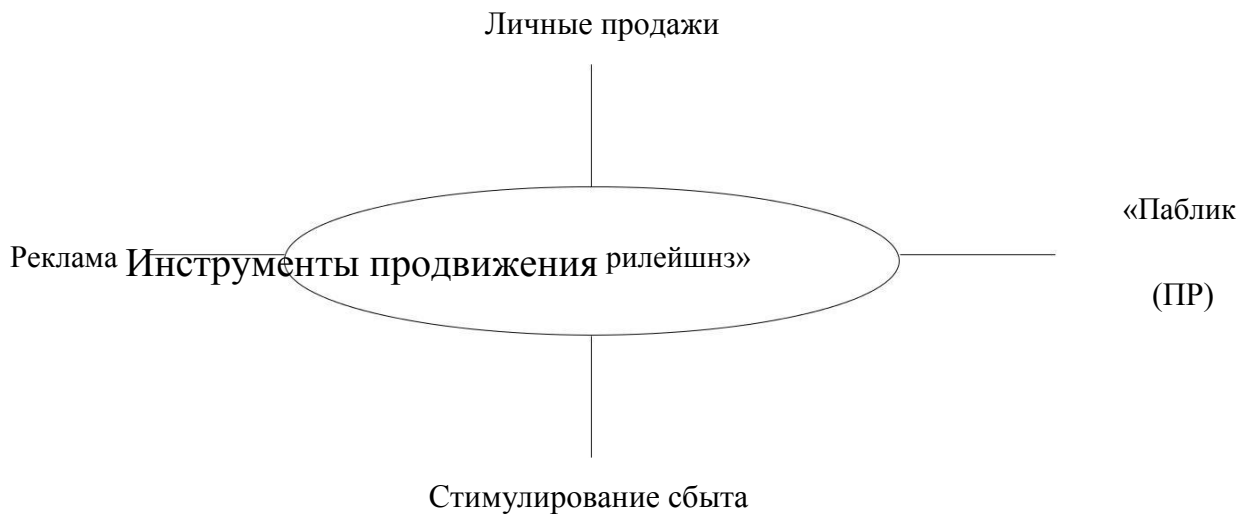 Личные продажи
«Паблик
Реклама Инструменты продвижения рилейшнз»
(ПР)
Стимулирование сбыта